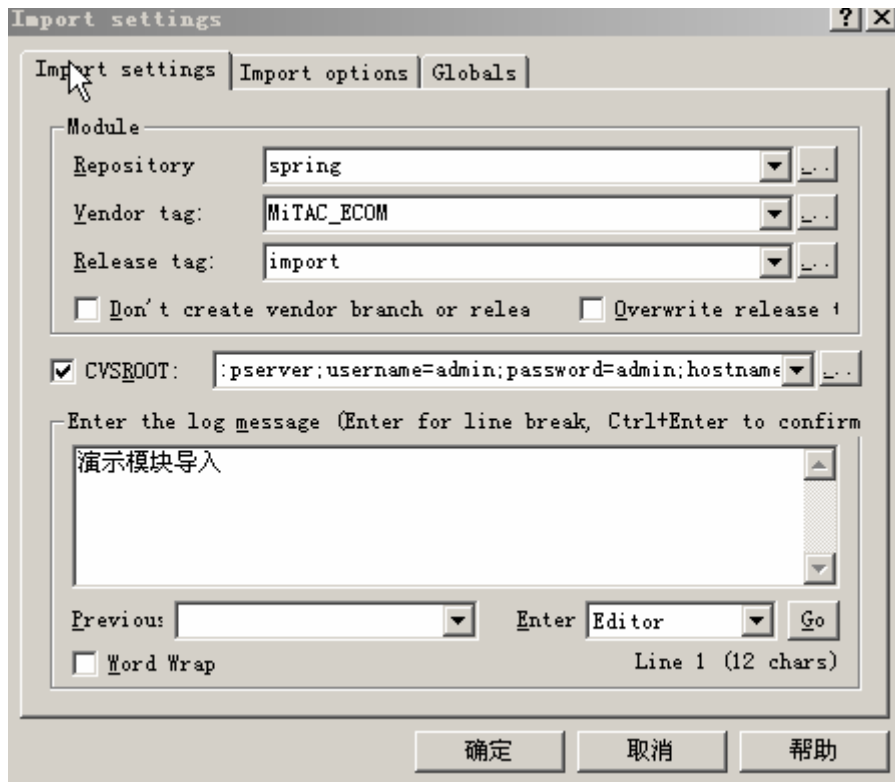 Import settings
Import settings Import options Globals
Module
Repository spring ...
Vendor tag: MiTAC_ECOM ...
Release tag: import ...
Don't create vendor branch or relea Overwrite release t
CVSROOT: :pserver;username=admin;password=admin;hostname ...
Enter the log message (Enter for line break, Ctrl+Enter to confirm
演示模块导入
Previous Enter Editor Go
Word Wrap Line 1 (12 chars)
确定 取消 帮助